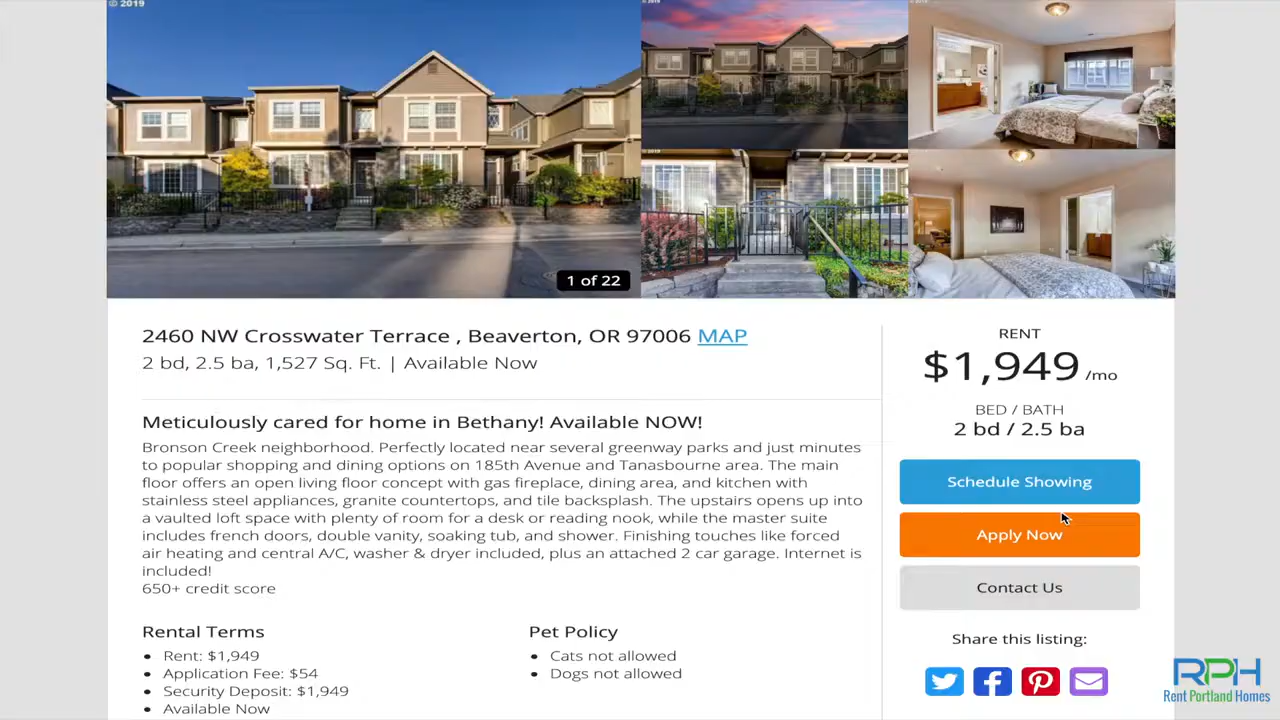 © 2019
1 of 22
2460 NW Crosswater Terrace , Beaverton, OR 97006 MAP
2 bd, 2.5 ba, 1,527 Sq. Ft. | Available Now
Meticulously cared for home in Bethany! Available NOW!
Bronson Creek neighborhood. Perfectly located near several greenway parks and just minutes
to popular shopping and dining options on 185th Avenue and Tanasbourne area. The main
floor offers an open living floor concept with gas fireplace, dining area, and kitchen with
stainless steel appliances, granite countertops, and tile backsplash. The upstairs opens up into
a vaulted loft space with plenty of room for a desk or reading nook, while the master suite
includes french doors, double vanity, soaking tub, and shower. Finishing touches like forced
air heating and central A/C, washer & dryer included, plus an attached 2 car garage. Internet is
included!
650+ credit score
Rental Terms
• Rent: $1,949
• Application Fee: $54
• Security Deposit: $1,949
• Available Now
Pet Policy
• Cats not allowed
• Dogs not allowed
RENT
$1,949 /mo
BED / BATH
2 bd / 2.5 ba
Schedule Showing
Apply Now
Contact Us
Share this listing:
RPH
Rent Portland Homes